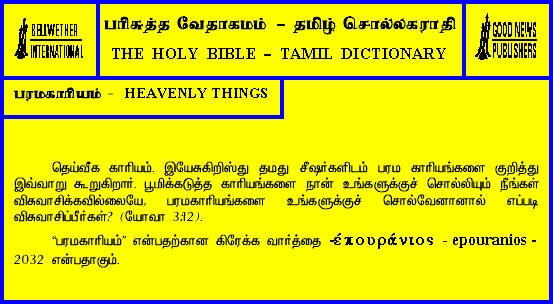 BELLWETHER
INTERNATIONAL
பரிசுத்த வேதாகமம் – தமிழ் சொல்லகராதி
THE HOLY BIBLE – TAMIL DICTIONARY
GOOD NEWS
PUBLISHERS
பரமகாரியம் - HEAVENLY THINGS
தெய்வீக காரியம். இயேசுகிறிஸ்து தமது சீஷர்களிடம் பரம காரியங்களை குறித்து
இவ்வாறு கூறுகிறார். பூமிக்கடுத்த காரியங்களை நான் உங்களுக்குச் சொல்லியும் நீங்கள்
விசுவாசிக்கவில்லையே, பரமகாரியங்களை உங்களுக்குச் சொல்வேனானால் எப்படி
விசுவாசிப்பீர்கள்? (யோவா 3:12).
“பரமகாரியம்” என்பதற்கான கிரேக்க வார்த்தை -ἐπουράνιος - epouranios -
2032 என்பதாகும்.